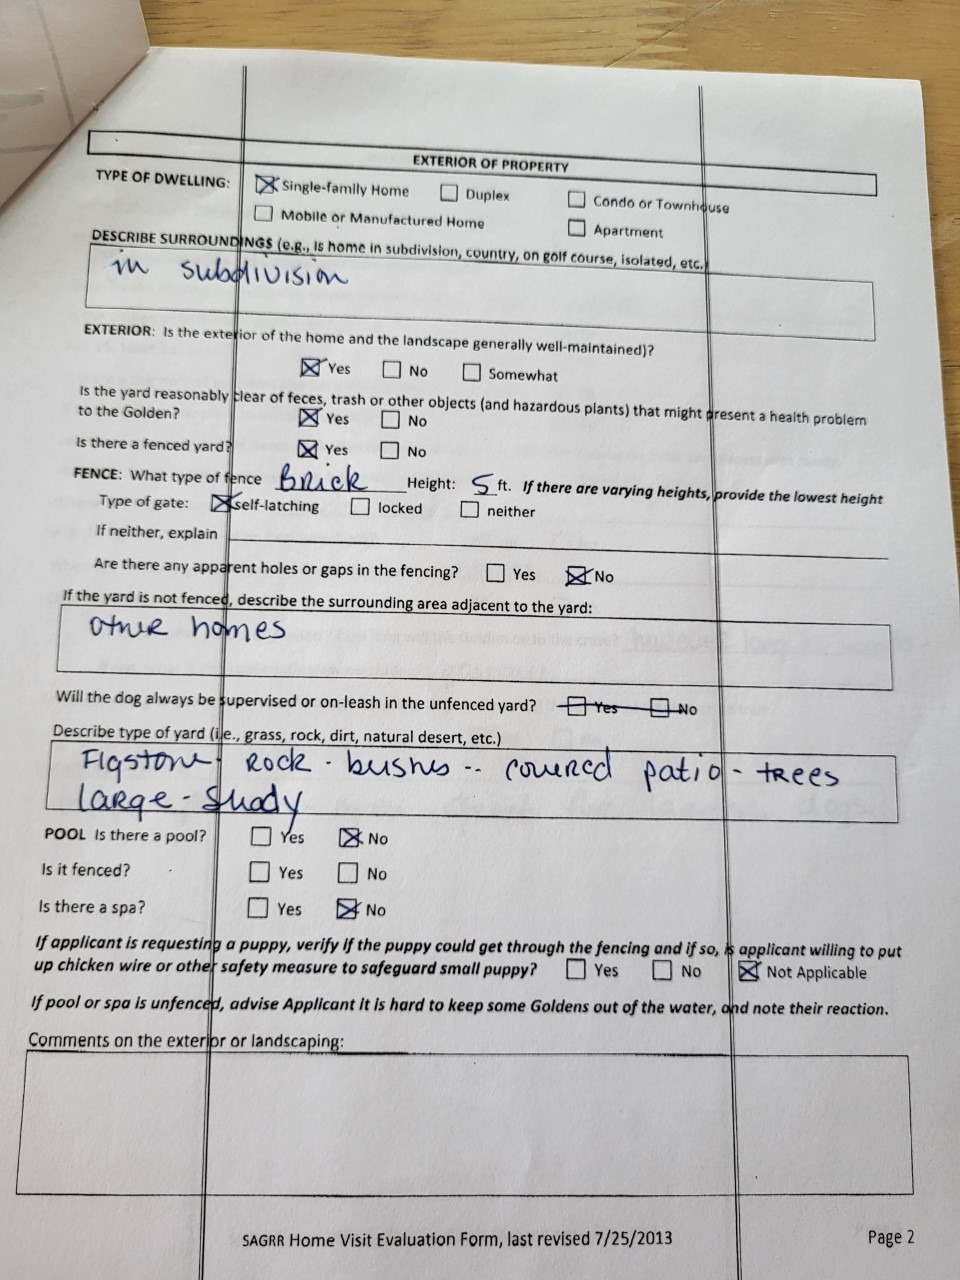 EXTERIOR OF PROPERTY
TYPE OF DWELLING: ☒ Single-family Home ☐ Duplex ☐ Condo or Townhouse
☐ Mobile or Manufactured Home ☐ Apartment
DESCRIBE SURROUNDINGS (e.g., is home in subdivision, country, on golf course, isolated, etc.
in subdivision
EXTERIOR: Is the exterior of the home and the landscape generally well-maintained)?
☒ Yes ☐ No ☐ Somewhat
Is the yard reasonably clear of feces, trash or other objects (and hazardous plants) that might present a health problem
to the Golden? ☒ Yes ☐ No
Is there a fenced yard? ☒ Yes ☐ No
FENCE: What type of fence Brick Height: 5 ft. If there are varying heights, provide the lowest height
Type of gate: ☒ self-latching ☐ locked ☐ neither
If neither, explain
Are there any apparent holes or gaps in the fencing? ☐ Yes ☒ No
If the yard is not fenced, describe the surrounding area adjacent to the yard:
other homes
Will the dog always be supervised or on-leash in the unfenced yard? ☐ Yes ☐ No
Describe type of yard (i.e., grass, rock, dirt, natural desert, etc.)
Flgstone Rock - bushes -- covered patio - trees
large - shady
POOL Is there a pool? ☐ Yes ☒ No
Is it fenced? ☐ Yes ☐ No
Is there a spa? ☐ Yes ☒ No
If applicant is requesting a puppy, verify if the puppy could get through the fencing and if so, is applicant willing to put
up chicken wire or other safety measure to safeguard small puppy? ☐ Yes ☐ No ☒ Not Applicable
If pool or spa is unfenced, advise Applicant it is hard to keep some Goldens out of the water, and note their reaction.
Comments on the exterior or landscaping:
SAGRR Home Visit Evaluation Form, last revised 7/25/2013 Page 2